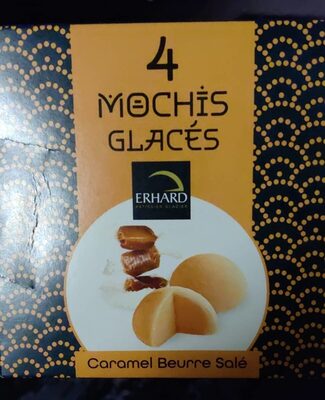 4
MOCHIS
GLACÉS
ERHARD
Caramel Beurre Salé